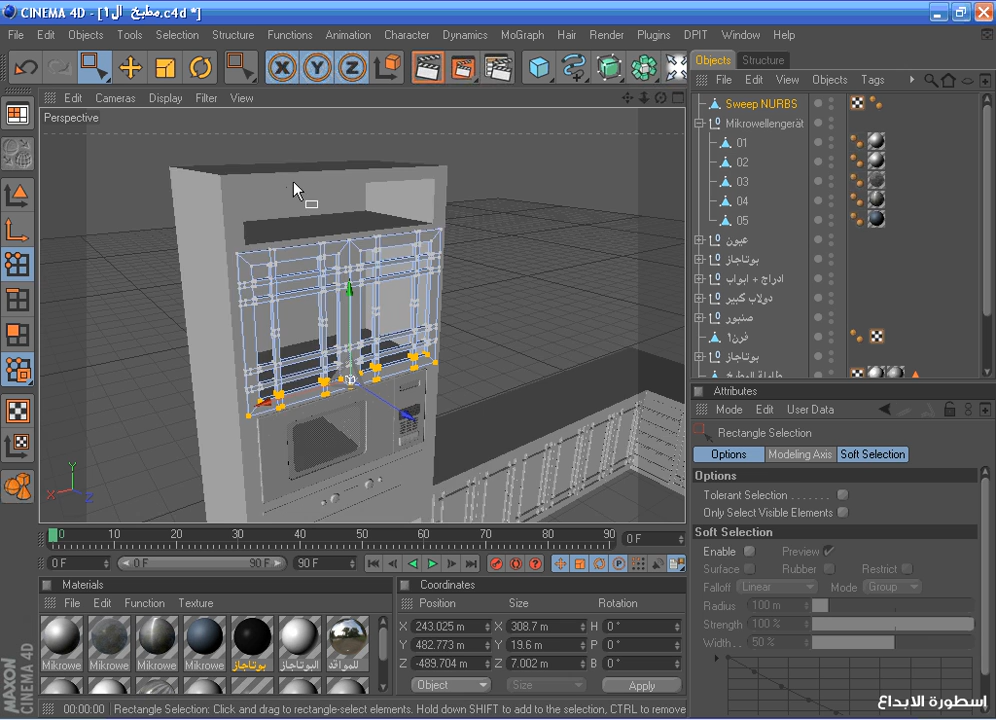 CINEMA 4D - [مطبخ ال1.c4d *]
File Edit Objects Tools Selection Structure Functions Animation Character Dynamics MoGraph Hair Render Plugins DPIT Window Help
Objects Structure
File Edit View Objects Tags
Edit Cameras Display Filter View
Perspective
Sweep NURBS
Mikrowellengerät
01
02
03
04
05
عيون
بوتاجاز
ادراج + ابواب
دولاب كبير
صنبور
فرن1
بوتاجاز
طاولة المطبخ
Attributes
Mode Edit User Data
Rectangle Selection
Options Modeling Axis Soft Selection
Options
Tolerant Selection
Only Select Visible Elements
Soft Selection
Enable Preview
Surface Rubber Restrict
Falloff Linear Mode Group
Radius 100 m
Strength 100 %
Width 50 %
0 10 20 30 40 50 60 70 80 90 0 F
0 F 0 F 90 F 90 F
Materials
File Edit Function Texture
Mikrowe Mikrowe Mikrowe Mikrowe بوتاجاز البوتاجاز للمواقد
Coordinates
Position Size Rotation
X 243.025 m X 308.7 m H 0 °
Y 482.773 m Y 19.6 m P 0 °
Z -489.704 m Z 7.002 m B 0 °
Object Size Apply
MAXON CINEMA 4D
00:00:00 Rectangle Selection: Click and drag to rectangle-select elements. Hold down SHIFT to add to the selection, CTRL to remove
اسطورة الابداع